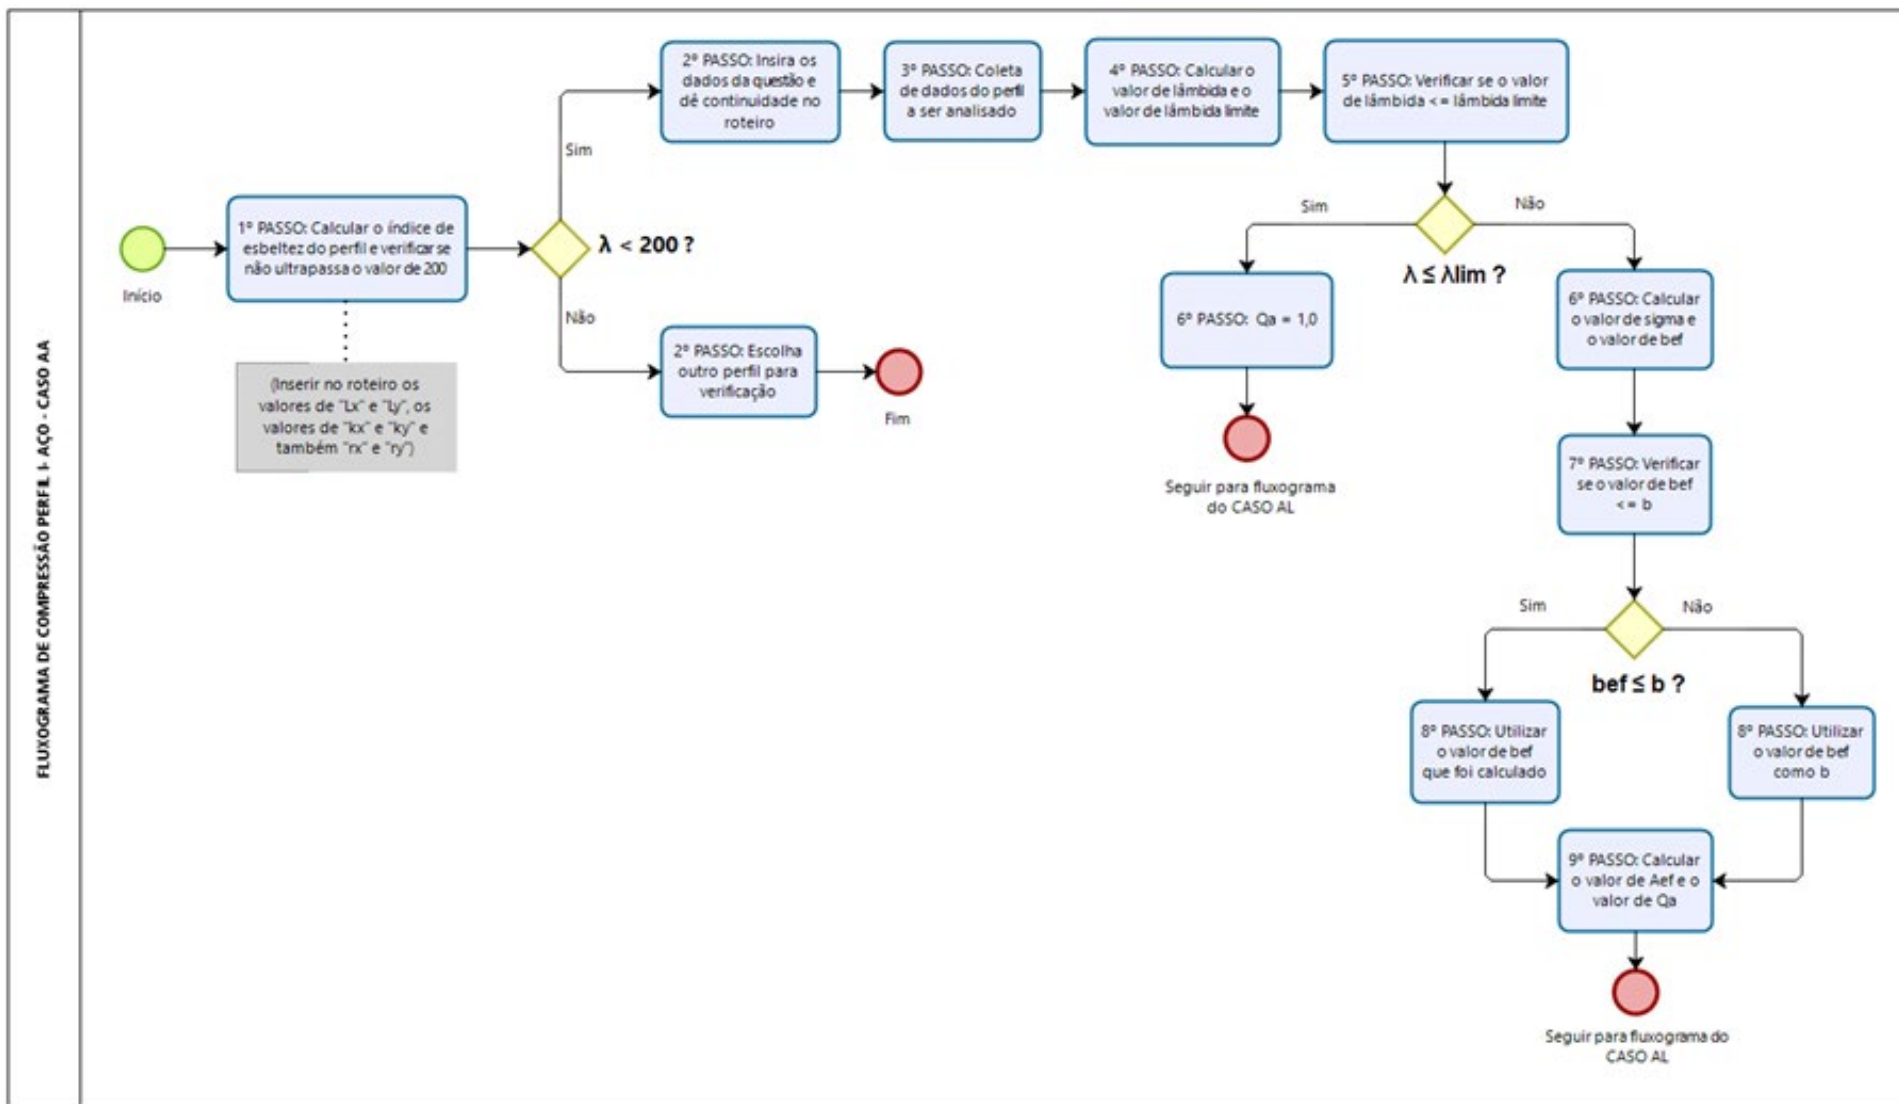 FLUXOGRAMA DE COMPRESSÃO PERFIL I- AÇO - CASO AA
Início
1º PASSO: Calcular o índice de
esbeltez do perfil e verificar se
não ultrapassa o valor de 200
(Inserir no roteiro os
valores de "Lx" e "Ly", os
valores de "kx" e "ky" e
também "rx" e "ry")
λ < 200 ?
Sim
2º PASSO: Insira os
dados da questão e
dê continuidade no
roteiro
3º PASSO: Coleta
de dados do perfil
a ser analisado
4º PASSO: Calcular o
valor de lâmbida e o
valor de lâmbida limite
5º PASSO: Verificar se o valor
de lâmbida <= lâmbida limite
Não
2º PASSO: Escolha
outro perfil para
verificação
Fim
λ ≤ λlim ?
Sim
6º PASSO: Qa = 1,0
Seguir para fluxograma
do CASO AL
Não
6º PASSO: Calcular
o valor de sigma e
o valor de bef
7º PASSO: Verificar
se o valor de bef
<= b
bef ≤ b ?
Sim
8º PASSO: Utilizar
o valor de bef
que foi calculado
Não
8º PASSO: Utilizar
o valor de bef
como b
9º PASSO: Calcular
o valor de Aef e o
valor de Qa
Seguir para fluxograma do
CASO AL